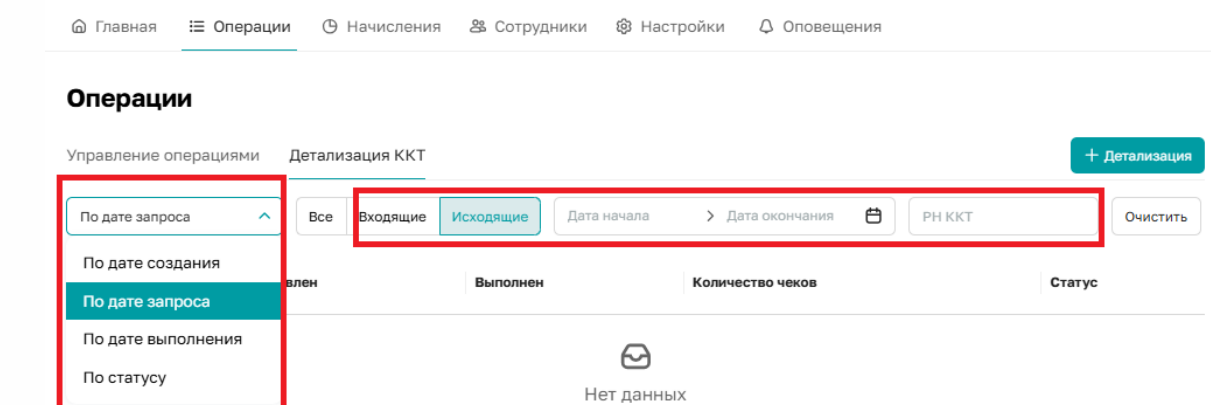 Главная Операции Начисления Сотрудники Настройки Оповещения
Операции
Управление операциями Детализация ККТ + Детализация
По дате запроса Все Входящие Исходящие Дата начала > Дата окончания РН ККТ Очистить
По дате создания
влен Выполнен Количество чеков Статус
По дате запроса
По дате выполнения
По статусу
Нет данных